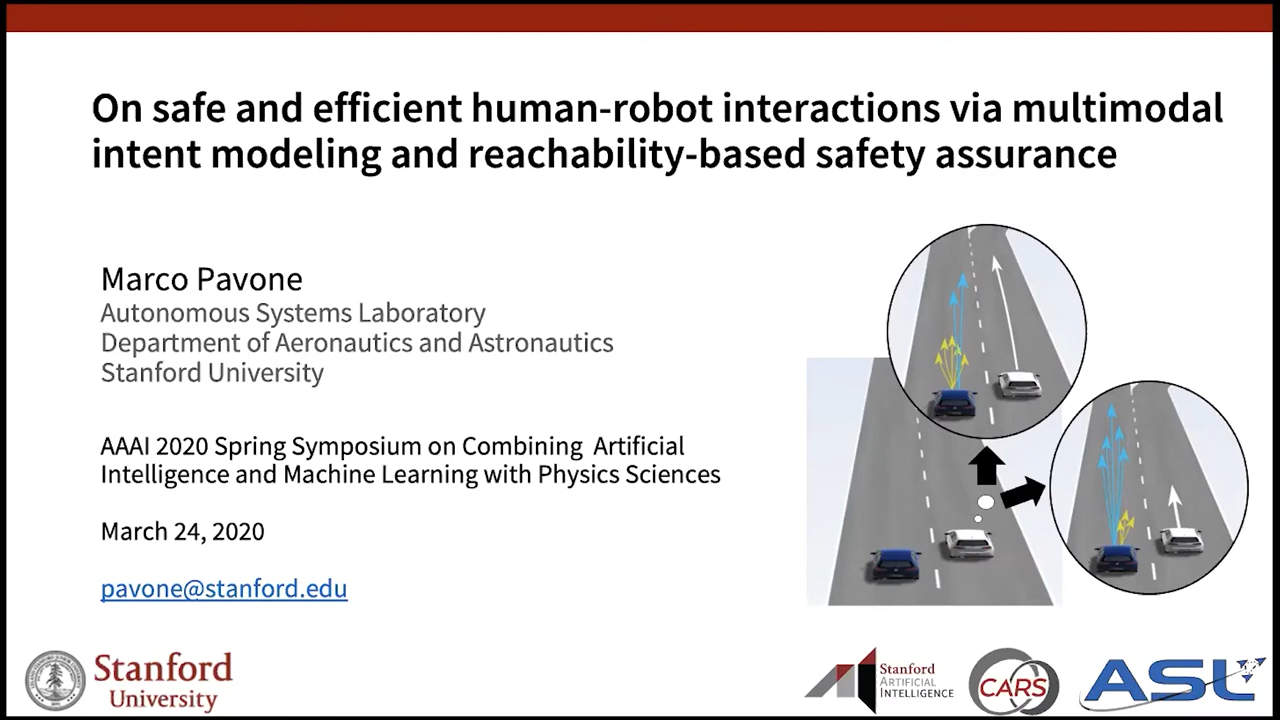 On safe and efficient human-robot interactions via multimodal
intent modeling and reachability-based safety assurance
Marco Pavone
Autonomous Systems Laboratory
Department of Aeronautics and Astronautics
Stanford University
AAAI 2020 Spring Symposium on Combining Artificial
Intelligence and Machine Learning with Physics Sciences
March 24, 2020
pavone@stanford.edu
Stanford
University
Stanford
ARTIFICIAL
INTELLIGENCE
CARS
ASL